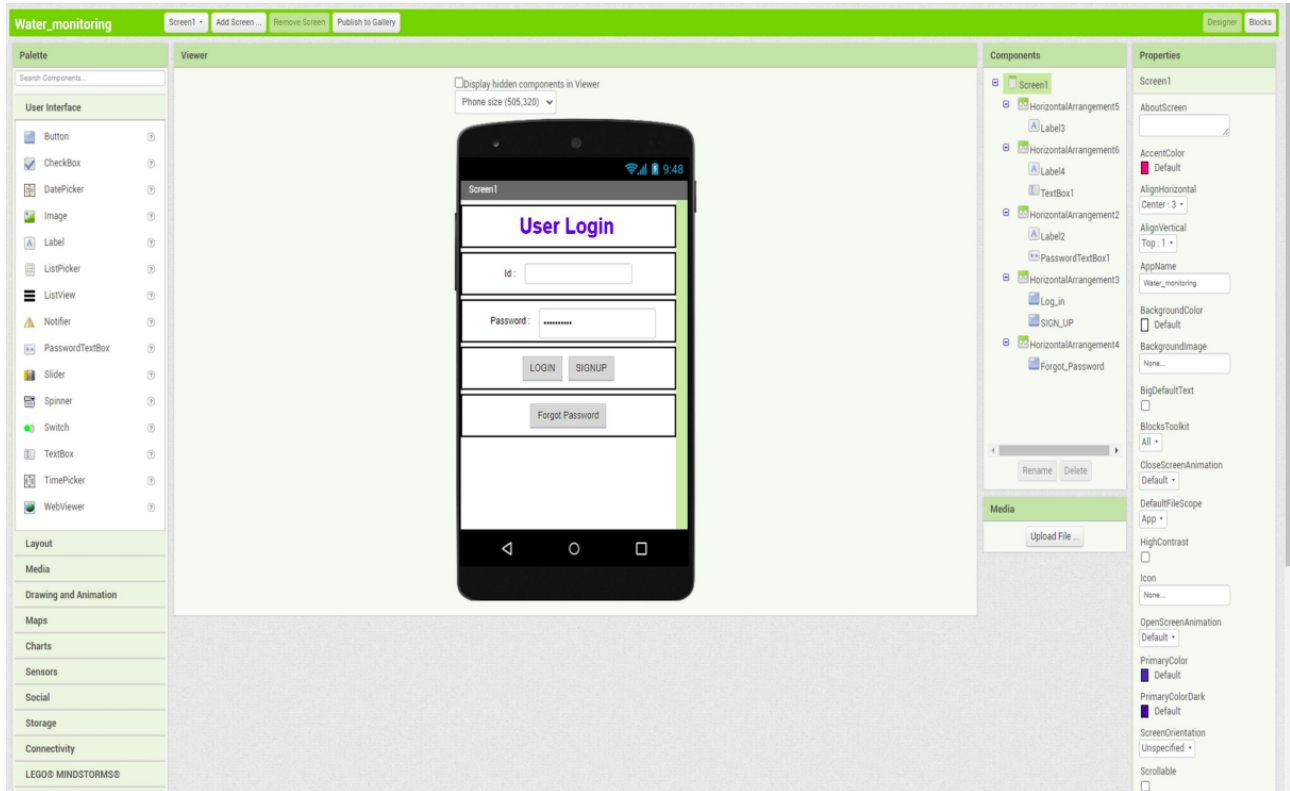 Water_monitoring
Screen1
Add Screen ...
Remove Screen
Publish to Gallery
Designer
Blocks
Palette
Search Components...
User Interface
Button
CheckBox
DatePicker
Image
Label
ListPicker
ListView
Notifier
PasswordTextBox
Slider
Spinner
Switch
TextBox
TimePicker
WebViewer
Layout
Media
Drawing and Animation
Maps
Charts
Sensors
Social
Storage
Connectivity
LEGO® MINDSTORMS®
Viewer
Display hidden components in Viewer
Phone size (505,320)
9:48
Screen1
User Login
Id :
Password :
LOGIN SIGNUP
Forgot Password
Components
Screen1
HorizontalArrangement5
Label3
HorizontalArrangement6
Label4
TextBox1
HorizontalArrangement2
Label2
PasswordTextBox1
HorizontalArrangement3
Log_in
SIGN_UP
HorizontalArrangement4
Forgot_Password
Rename Delete
Media
Upload File ...
Properties
Screen1
AboutScreen
AccentColor
Default
AlignHorizontal
Center : 3
AlignVertical
Top : 1
AppName
Water_monitoring
BackgroundColor
Default
BackgroundImage
None...
BigDefaultText
BlocksToolkit
All
CloseScreenAnimation
Default
DefaultFileScope
App
HighContrast
Icon
None...
OpenScreenAnimation
Default
PrimaryColor
Default
PrimaryColorDark
Default
ScreenOrientation
Unspecified
Scrollable